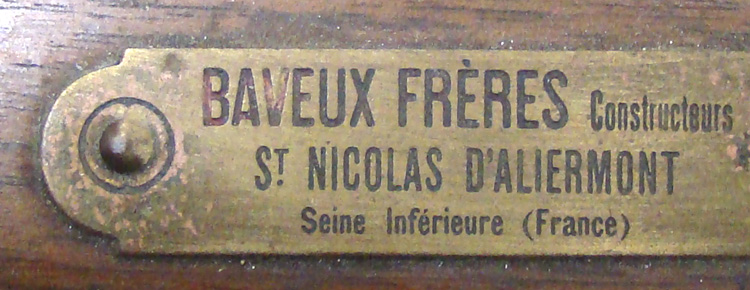 BAVEUX FRÈRES Constructeurs
ST NICOLAS D'ALIERMONT
Seine Inférieure (France)